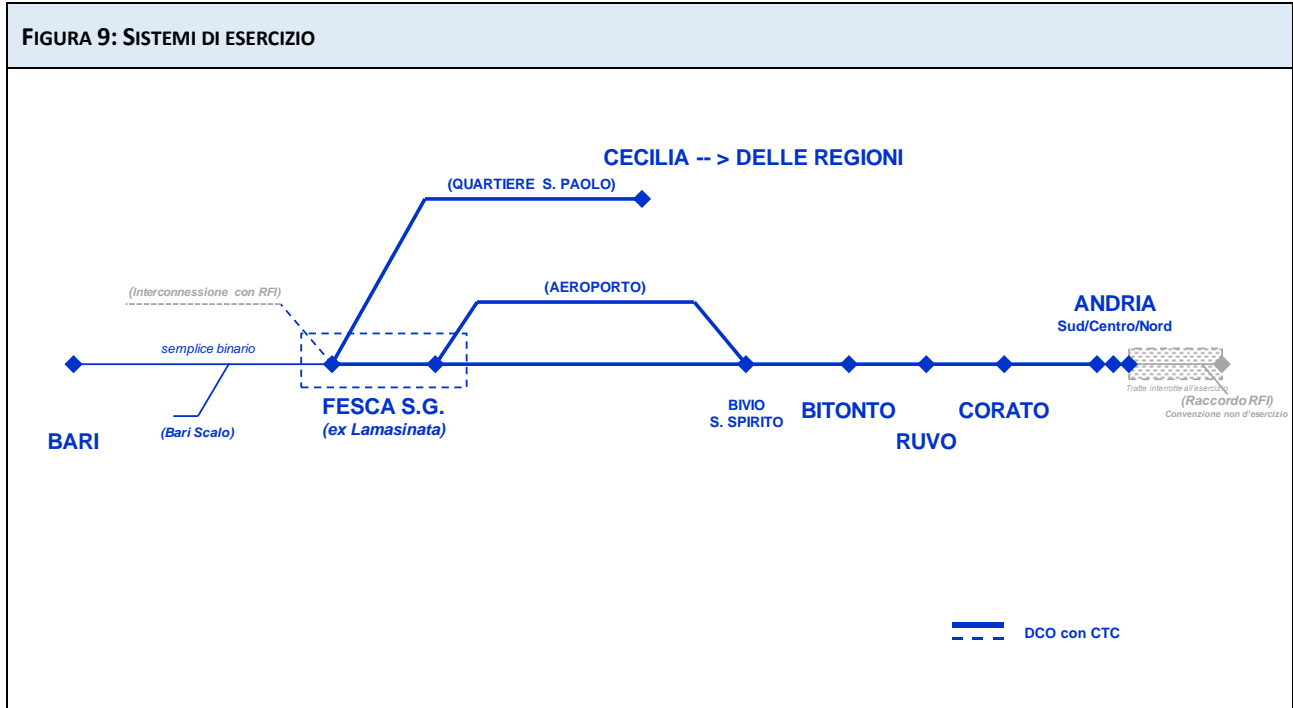 FIGURA 9: SISTEMI DI ESERCIZIO
CECILIA -- > DELLE REGIONI
(QUARTIERE S. PAOLO)
(Interconnessione con RFI)
(AEROPORTO)
ANDRIA
Sud/Centro/Nord
semplice binario
Tratte interrotte all'esercizio
(Raccordo RFI)
Convenzione non d'esercizio
FESCA S.G.
(ex Lamasinata)
(Bari Scalo)
BARI
BIVIO
S. SPIRITO
BITONTO
RUVO
CORATO
DCO con CTC